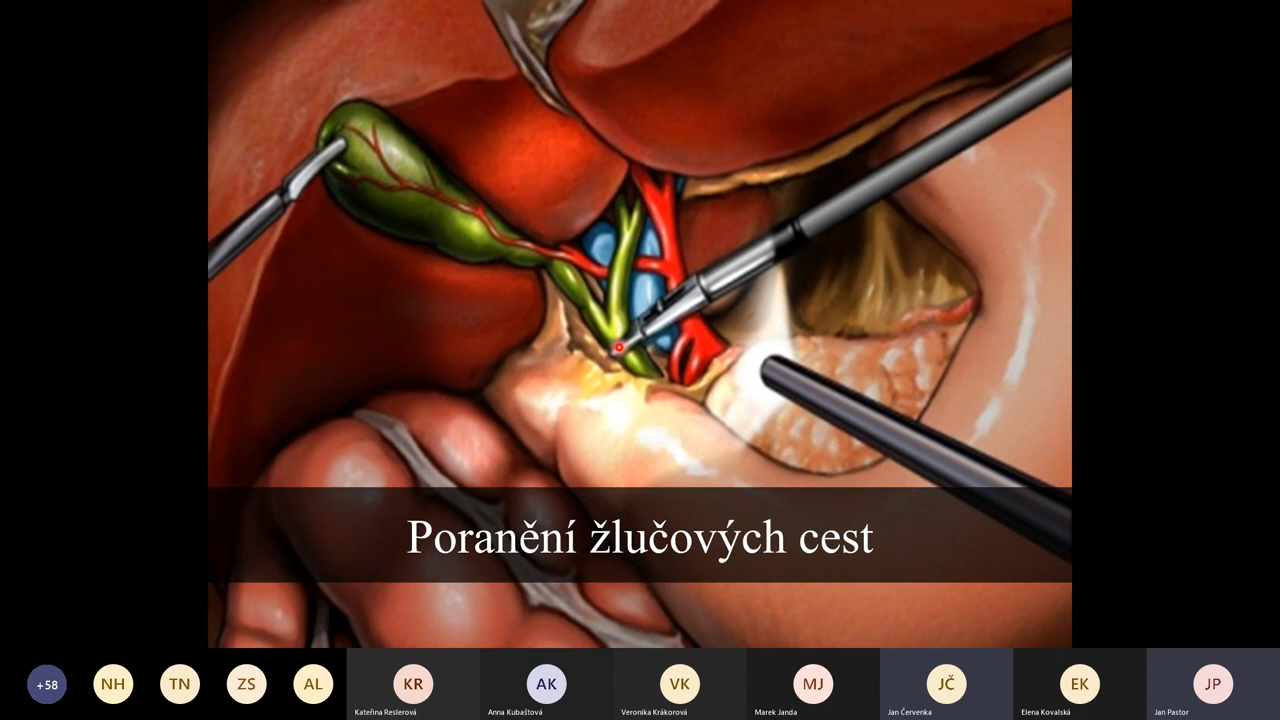 Poranění žlučových cest
+58
NH
TN
ZS
AL
KR
AK
VK
MJ
JČ
EK
JP
Kateřina Reslerová
Anna Kubaštová
Veronika Krákorová
Marek Janda
Jan Červenka
Elena Kovalská
Jan Pastor